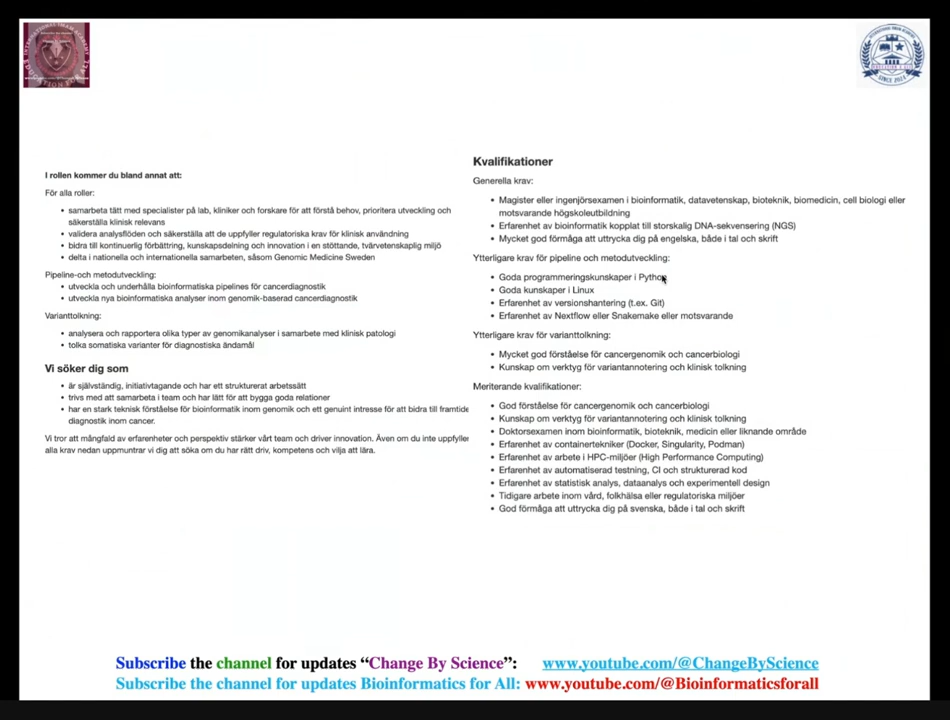 I rollen kommer du bland annat att:
För alla roller:
• samarbeta tätt med specialister på lab, kliniker och forskare för att förstå behov, prioritera utveckling och
säkerställa klinisk relevans
• validera analysflöden och säkerställa att de uppfyller regulatoriska krav för klinisk användning
• bidra till kontinuerlig förbättring, kunskapsdelning och innovation i en stöttande, tvärvetenskaplig miljö
• delta i nationella och internationella samarbeten, såsom Genomic Medicine Sweden
Pipeline-och metodutveckling:
• utveckla och underhålla bioinformatiska pipelines för cancerdiagnostik
• utveckla nya bioinformatiska analyser inom genomik-baserad cancerdiagnostik
Varianttolkning:
• analysera och rapportera olika typer av genomikanalyser i samarbete med klinisk patologi
• tolka somatiska varianter för diagnostiska ändamål
Vi söker dig som
• är självständig, initiativtagande och har ett strukturerat arbetssätt
• trivs med att samarbeta i team och har lätt för att bygga goda relationer
• har en stark teknisk förståelse för bioinformatik inom genomik och ett genuint intresse för att bidra till framtide
diagnostik inom cancer.
Vi tror att mångfald av erfarenheter och perspektiv stärker vårt team och driver innovation. Även om du inte uppfyller
alla krav nedan uppmuntrar vi dig att söka om du har rätt driv, kompetens och vilja att lära.
Kvalifikationer
Generella krav:
• Magister eller ingenjörsexamen i bioinformatik, datavetenskap, bioteknik, biomedicin, cell biologi eller
motsvarande högskoleutbildning
• Erfarenhet av bioinformatik kopplat till storskalig DNA-sekvensering (NGS)
• Mycket god förmåga att uttrycka dig på engelska, både i tal och skrift
Ytterligare krav för pipeline och metodutveckling:
• Goda programmeringskunskaper i Python
• Goda kunskaper i Linux
• Erfarenhet av versionshantering (t.ex. Git)
• Erfarenhet av Nextflow eller Snakemake eller motsvarande
Ytterligare krav för varianttolkning:
• Mycket god förståelse för cancergenomik och cancerbiologi
• Kunskap om verktyg för variantannotering och klinisk tolkning
Meriterande kvalifikationer:
• God förståelse för cancergenomik och cancerbiologi
• Kunskap om verktyg för variantannotering och klinisk tolkning
• Doktorsexamen inom bioinformatik, bioteknik, medicin eller liknande område
• Erfarenhet av containertekniker (Docker, Singularity, Podman)
• Erfarenhet av arbete i HPC-miljöer (High Performance Computing)
• Erfarenhet av automatiserad testning, CI och strukturerad kod
• Erfarenhet av statistik analys, dataanalys och experimentell design
• Tidigare arbete inom vård, folkhälsa eller regulatoriska miljöer
• God förmåga att uttrycka dig på svenska, både i tal och skrift
Subscribe the channel for updates “Change By Science”: www.youtube.com/@ChangeByScience
Subscribe the channel for updates Bioinformatics for All: www.youtube.com/@Bioinformaticsforall